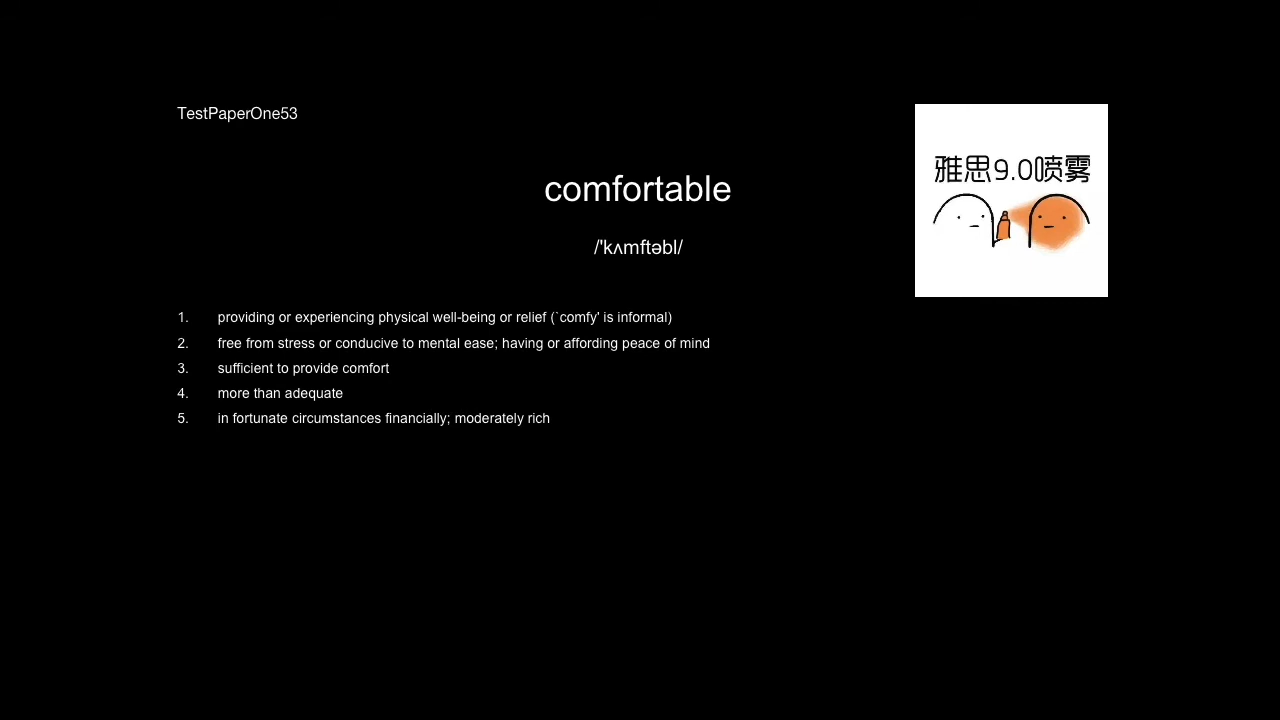 TestPaperOne53
雅思9.0喷雾
comfortable
/'kʌmftəbl/
1. providing or experiencing physical well-being or relief (`comfy' is informal)
2. free from stress or conducive to mental ease; having or affording peace of mind
3. sufficient to provide comfort
4. more than adequate
5. in fortunate circumstances financially; moderately rich